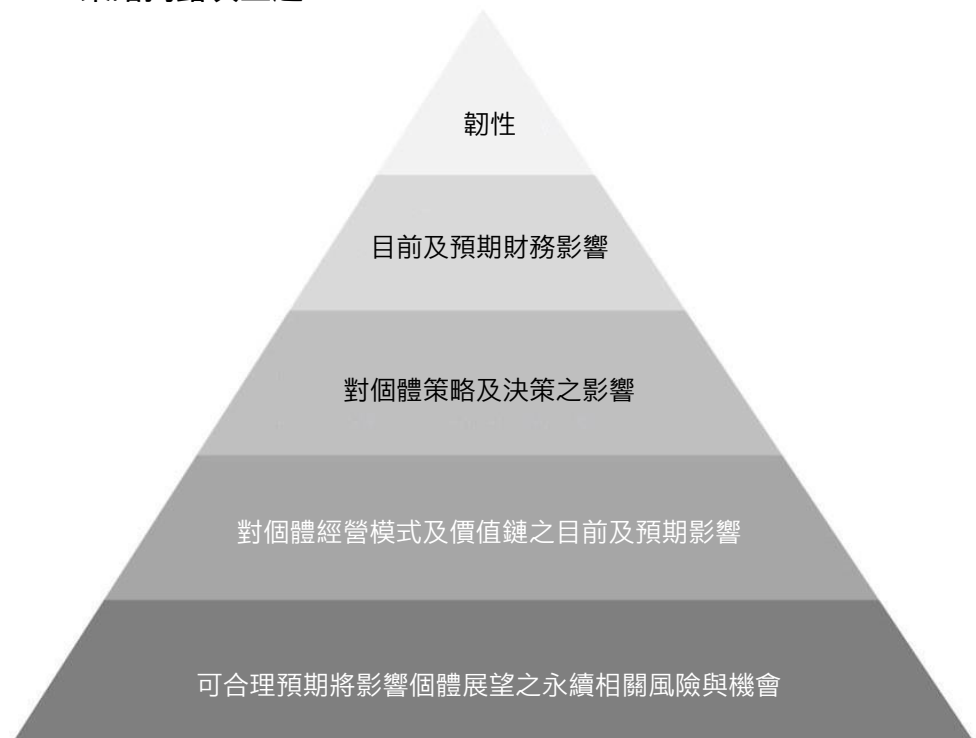 韌性
目前及預期財務影響
對個體策略及決策之影響
對個體經營模式及價值鏈之目前及預期影響
可合理預期將影響個體展望之永續相關風險與機會